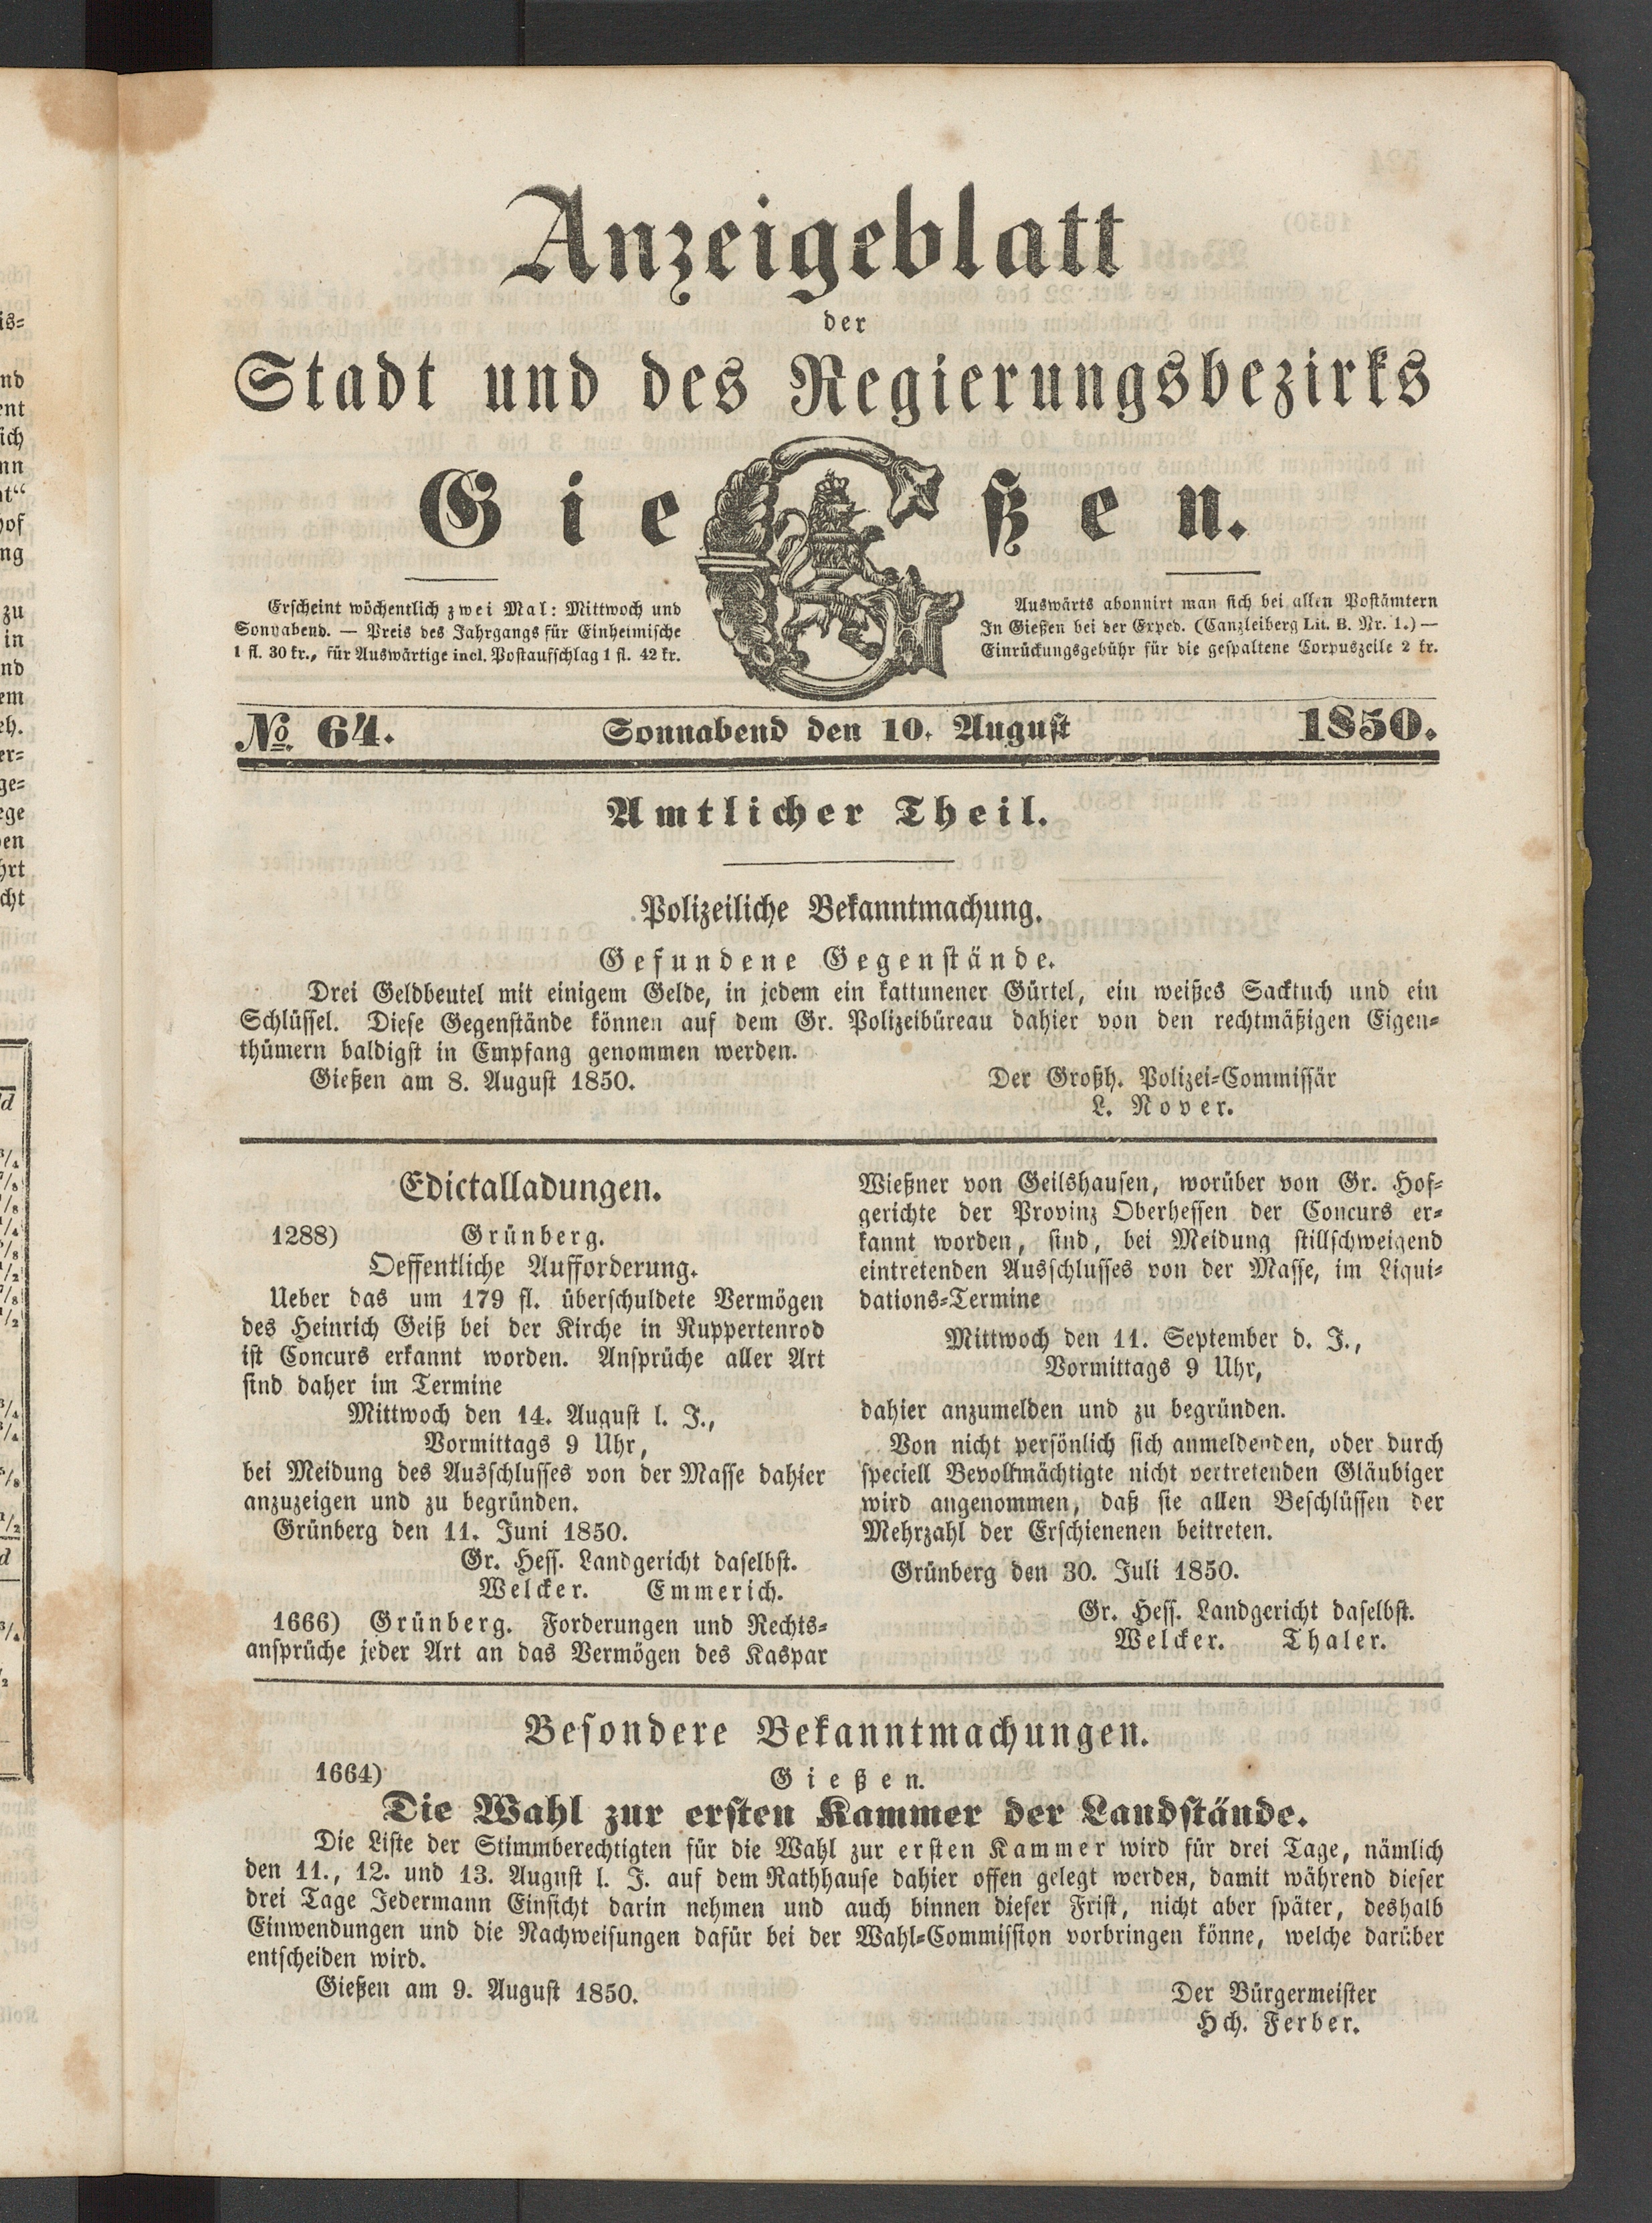 Anzeigeblatt
der
Stadt und des Regierungsbezirks
Gießen.
Erscheint wöchentlich zwei Mal: Mittwoch und
Sonnabend. — Preis des Jahrgangs für Einheimische
1 fl. 30 kr., für Auswärtige incl. Postaufschlag 1 fl. 42 kr.
Auswärts abonnirt man sich bei allen Postämtern
In Gießen bei der Exped. (Canzleiberg Lit. B. Nr. 1.) —
Einrückungsgebühr für die gespaltene Corpuszeile 2 kr.
No. 64. Sonnabend den 10. August 1850.
Amtlicher Theil.
Polizeiliche Bekanntmachung.
Gefundene Gegenstände.
Drei Geldbeutel mit einigem Gelde, in jedem ein kattunener Gürtel, ein weißes Sacktuch und ein
Schlüssel. Diese Gegenstände können auf dem Gr. Polizeibüreau dahier von den rechtmäßigen Eigen-
thümern baldigst in Empfang genommen werden.
Gießen am 8. August 1850. Der Großh. Polizei-Commissär
L. Nover.
Edictalladungen.
1288) Grünberg.
Oeffentliche Aufforderung.
Ueber das um 179 fl. überschuldete Vermögen
des Heinrich Geiß bei der Kirche in Ruppertenrod
ist Concurs erkannt worden. Ansprüche aller Art
sind daher im Termine
Mittwoch den 14. August l. J.,
Vormittags 9 Uhr,
bei Meidung des Ausschlusses von der Masse dahier
anzuzeigen und zu begründen.
Grünberg den 11. Juni 1850.
Gr. Hess. Landgericht daselbst.
Welcker. Emmerich.
1666) Grünberg. Forderungen und Rechts-
ansprüche jeder Art an das Vermögen des Kaspar
Wießner von Geilshausen, worüber von Gr. Hof-
gerichte der Provinz Oberhessen der Concurs er-
kannt worden, sind, bei Meidung stillschweigend
eintretenden Ausschlusses von der Masse, im Liqui-
dations-Termine
Mittwoch den 11. September d. J.,
Vormittags 9 Uhr,
dahier anzumelden und zu begründen.
Von nicht persönlich sich anmeldenden, oder durch
speciell Bevollmächtigte nicht vertretenden Gläubiger
wird angenommen, daß sie allen Beschlüssen der
Mehrzahl der Erschienenen beitreten.
Grünberg den 30. Juli 1850.
Gr. Hess. Landgericht daselbst.
Welcker. Thaler.
Besondere Bekanntmachungen.
1664) Gießen.
Die Wahl zur ersten Kammer der Landstände.
Die Liste der Stimmberechtigten für die Wahl zur ersten Kammer wird für drei Tage, nämlich
den 11., 12. und 13. August l. J. auf dem Rathhause dahier offen gelegt werden, damit während dieser
drei Tage Jedermann Einsicht darin nehmen und auch binnen dieser Frist, nicht aber später, deshalb
Einwendungen und die Nachweisungen dafür bei der Wahl-Commission vorbringen könne, welche darüber
entscheiden wird.
Gießen am 9. August 1850. Der Bürgermeister
Hch. Ferber.